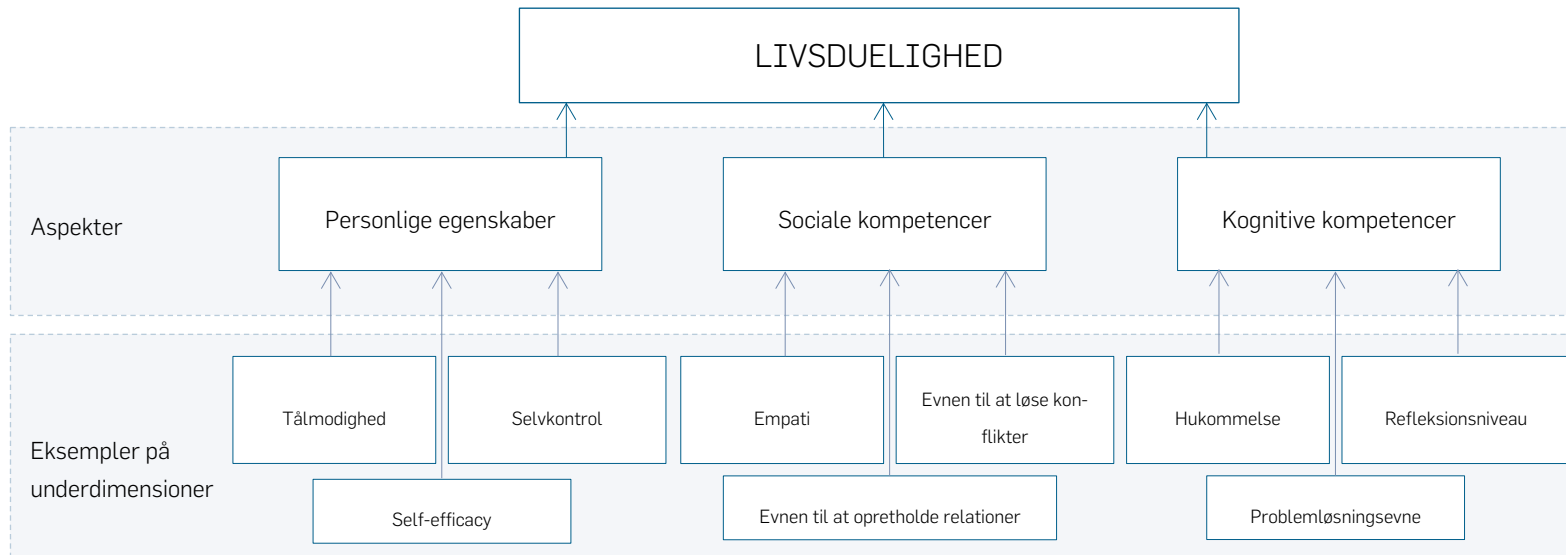 LIVSDUELIGHED
Aspekter
Personlige egenskaber
Sociale kompetencer
Kognitive kompetencer
Eksempler på
underdimensioner
Tålmodighed
Selvkontrol
Self-efficacy
Empati
Evnen til at løse kon-
flikter
Evnen til at opretholde relationer
Hukommelse
Refleksionsniveau
Problemløsningsevne